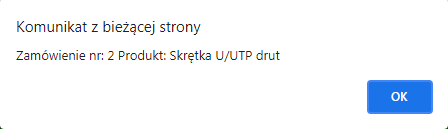 Komunikat z bieżącej strony
Zamówienie nr: 2 Produkt: Skrętka U/UTP drut
OK